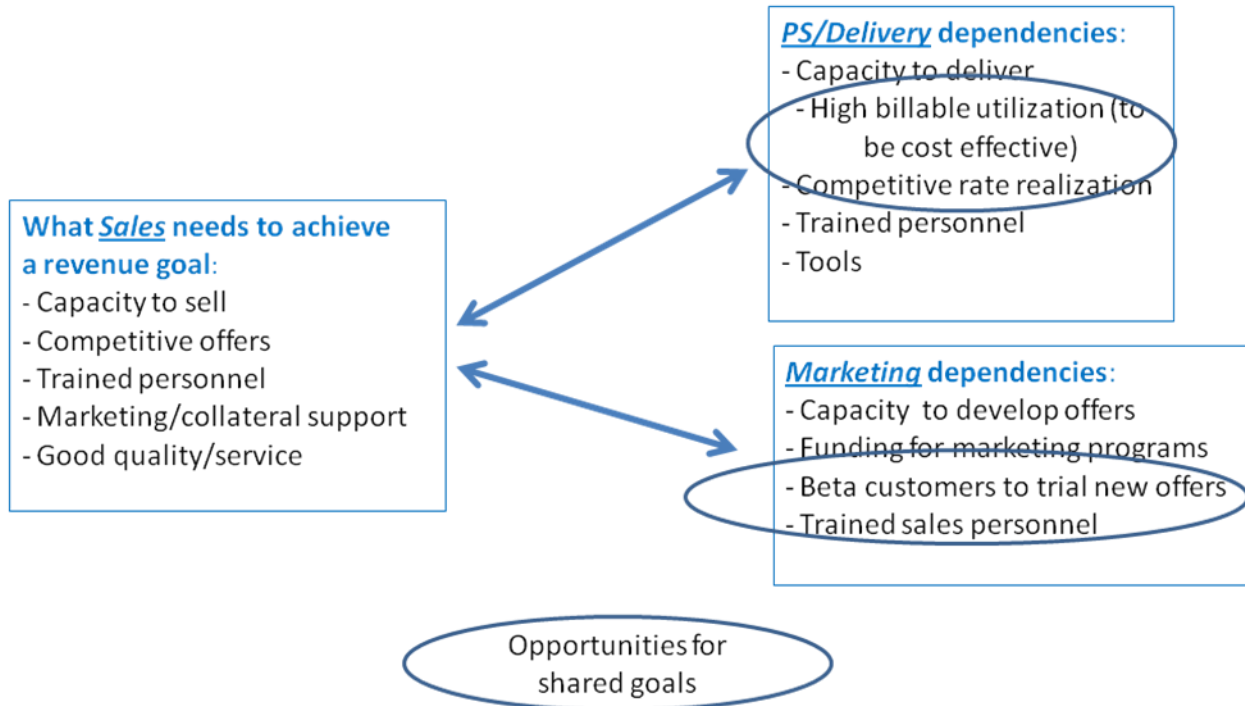 What Sales needs to achieve
a revenue goal:
- Capacity to sell
- Competitive offers
- Trained personnel
- Marketing/collateral support
- Good quality/service
PS/Delivery dependencies:
- Capacity to deliver
- High billable utilization (to
be cost effective)
- Competitive rate realization
- Trained personnel
- Tools
Marketing dependencies:
- Capacity to develop offers
- Funding for marketing programs
- Beta customers to trial new offers
- Trained sales personnel
Opportunities for
shared goals